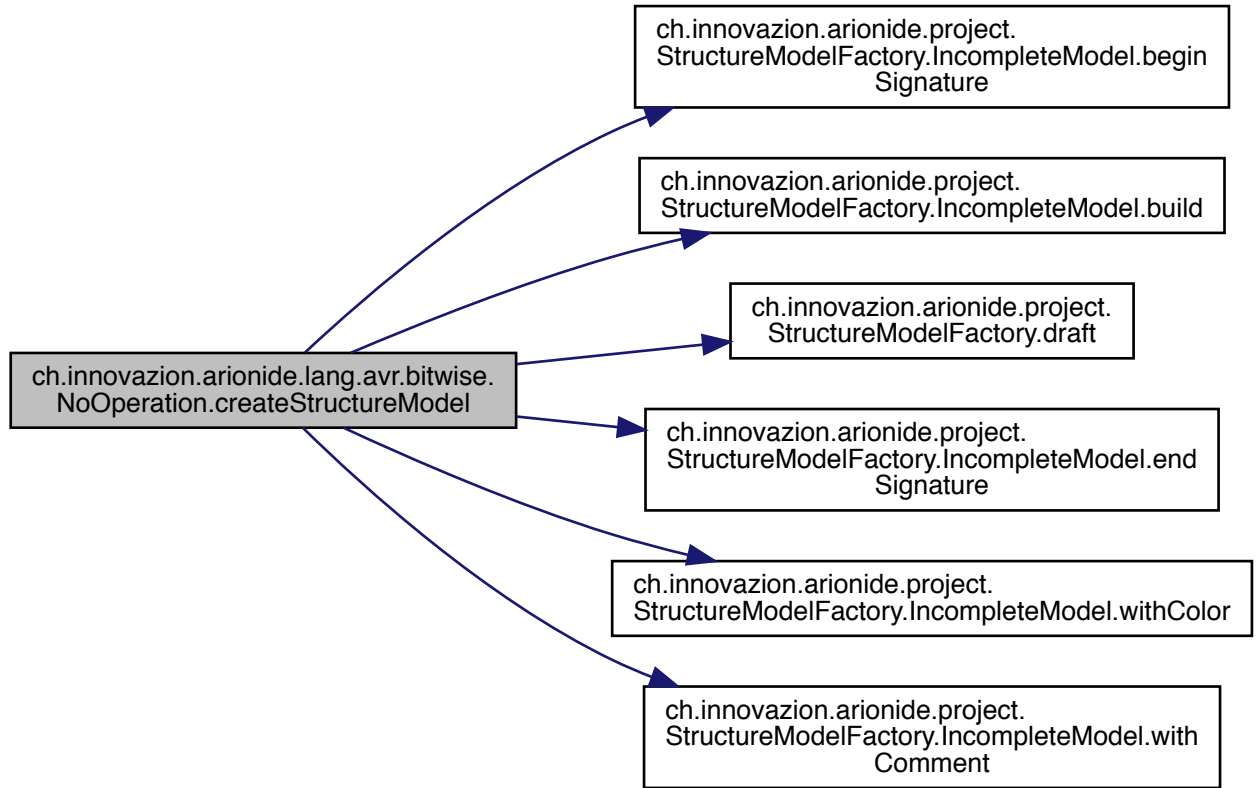 ch.innovazion.arionide.project.
StructureModelFactory.IncompleteModel.begin
Signature
ch.innovazion.arionide.project.
StructureModelFactory.IncompleteModel.build
ch.innovazion.arionide.project.
StructureModelFactory.draft
ch.innovazion.arionide.lang.avr.bitwise.
NoOperation.createStructureModel
ch.innovazion.arionide.project.
StructureModelFactory.IncompleteModel.end
Signature
ch.innovazion.arionide.project.
StructureModelFactory.IncompleteModel.withColor
ch.innovazion.arionide.project.
StructureModelFactory.IncompleteModel.with
Comment